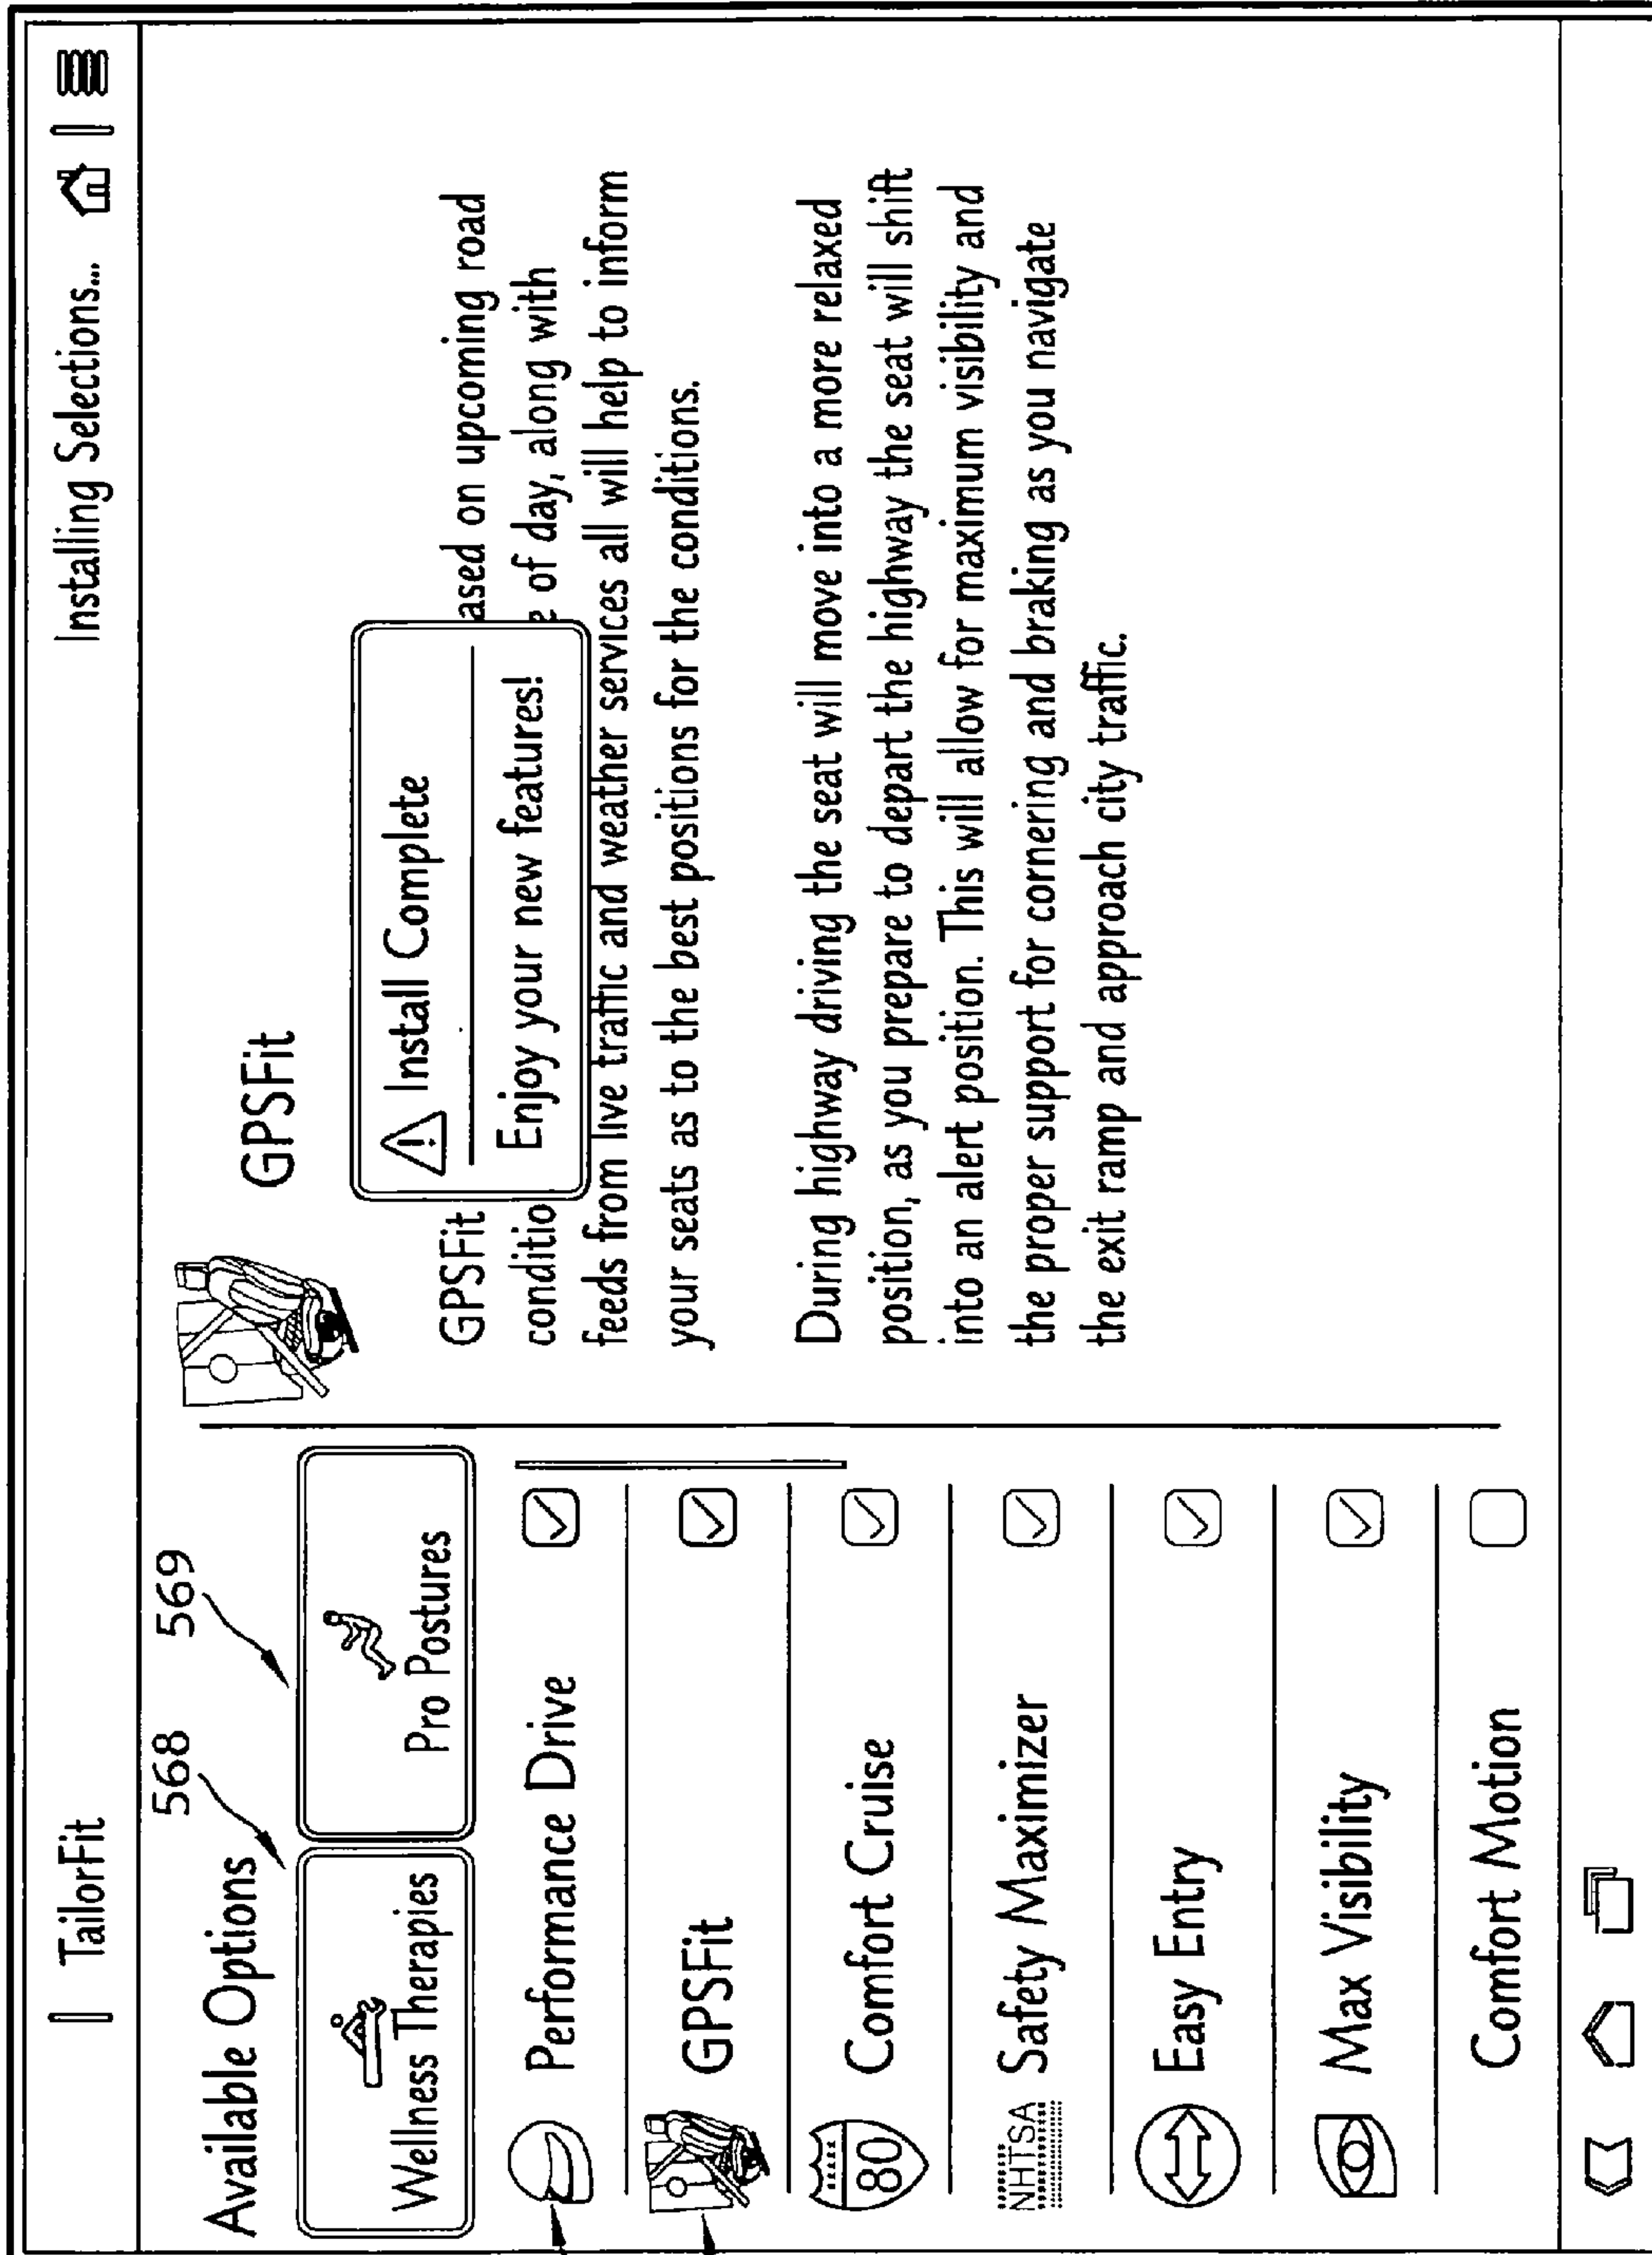 TailorFit
Installing Selections...
Available Options
568
569
Wellness Therapies
Pro Postures
Performance Drive
GPSFit
80
Comfort Cruise
NHTSA
Safety Maximizer
Easy Entry
Max Visibility
Comfort Motion
GPSFit
Install Complete
Enjoy your new features!
GPSFit ased on upcoming road
conditio e of day, along with
feeds from live traffic and weather services all will help to inform
your seats as to the best positions for the conditions.
During highway driving the seat will move into a more relaxed
position, as you prepare to depart the highway the seat will shift
into an alert position. This will allow for maximum visibility and
the proper support for cornering and braking as you navigate
the exit ramp and approach city traffic.